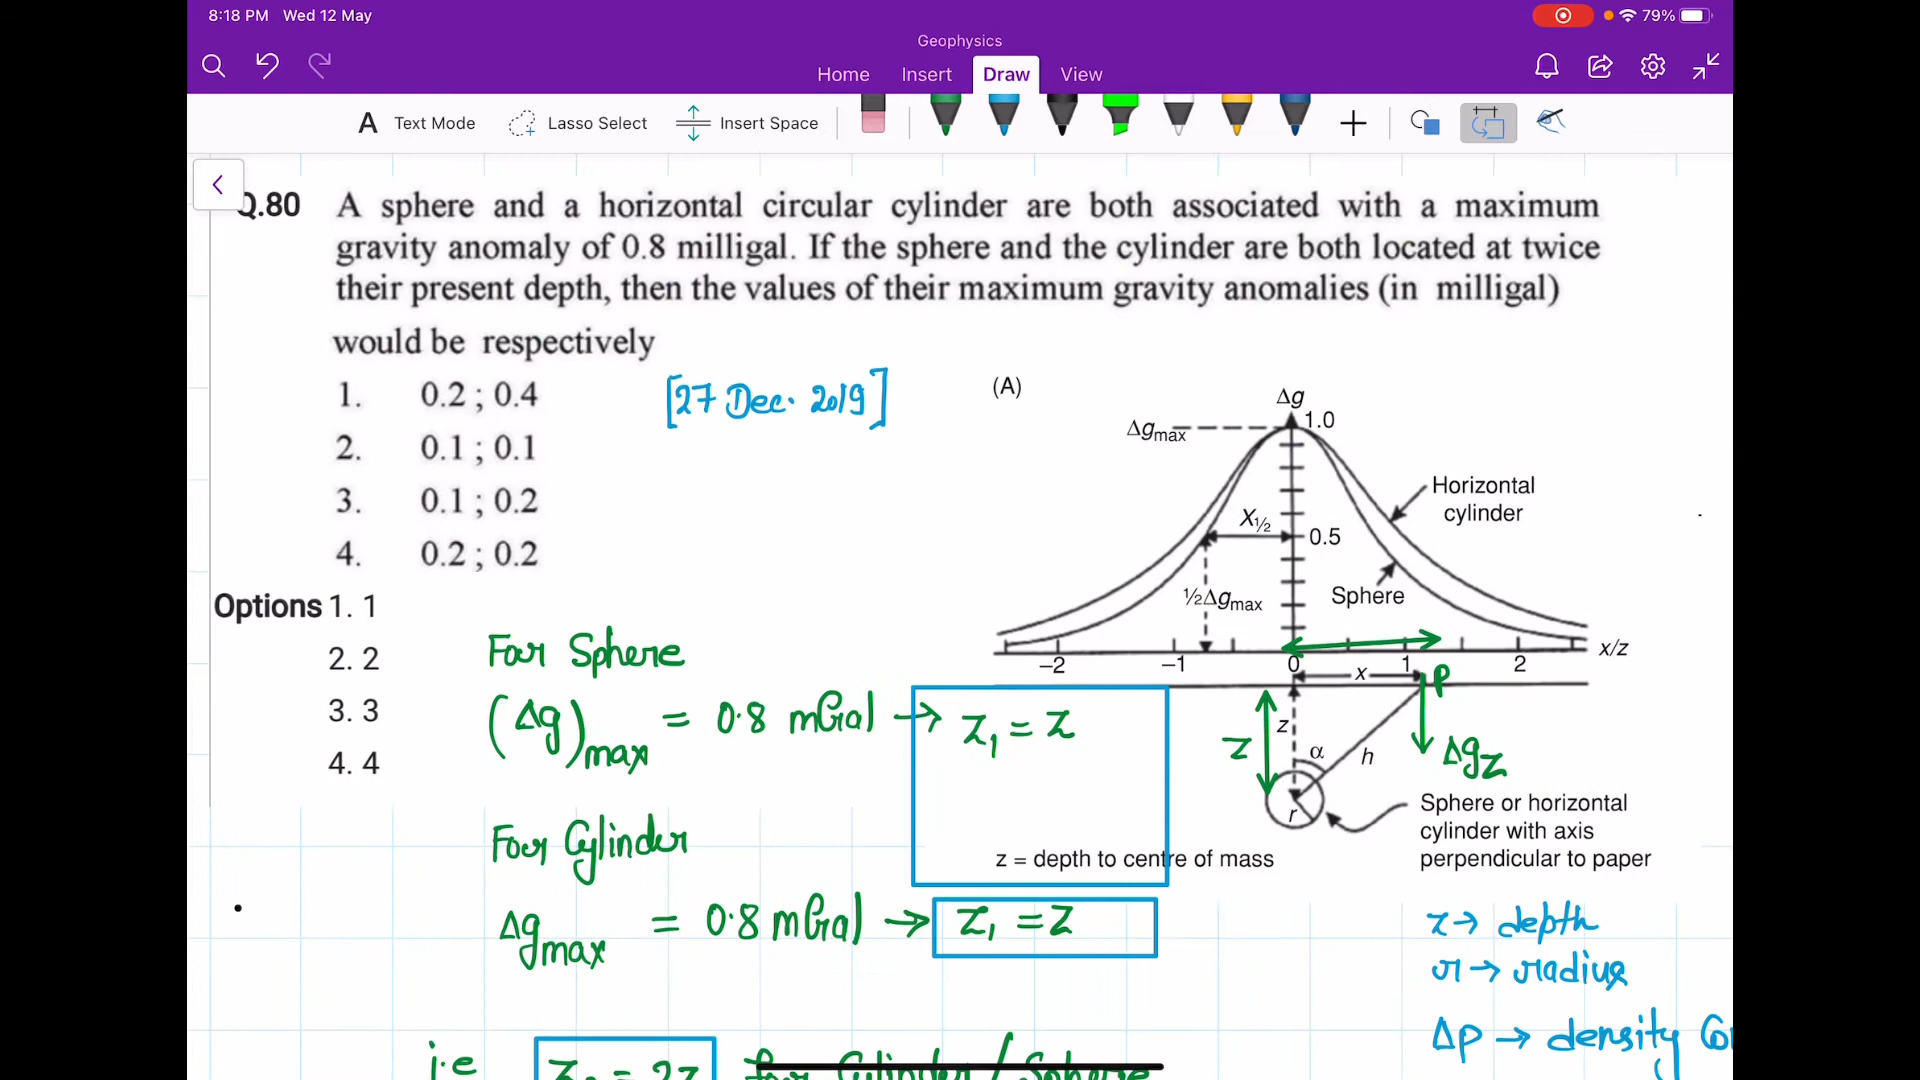 8:18 PM Wed 12 May
79%
Geophysics
Home Insert Draw View
A Text Mode Lasso Select Insert Space
Q.80 A sphere and a horizontal circular cylinder are both associated with a maximum
gravity anomaly of 0.8 milligal. If the sphere and the cylinder are both located at twice
their present depth, then the values of their maximum gravity anomalies (in milligal)
would be respectively
1. 0.2 ; 0.4
2. 0.1 ; 0.1
3. 0.1 ; 0.2
4. 0.2 ; 0.2
[27 Dec. 2019]
Options 1. 1
2. 2
3. 3
4. 4
(A)
Δg
1.0
Δgmax
Horizontal
cylinder
X½
0.5
½Δgmax
Sphere
x/z
−2 −1 0 1 2
x
P
z
Z
α
h
Δgz
r
Sphere or horizontal
cylinder with axis
perpendicular to paper
z = depth to centre of mass
For Sphere
(Δg)max = 0.8 mGal → Z₁ = Z
For Cylinder
Δgmax = 0.8 mGal → Z₁ = Z
z → depth
r → radius
Δρ → density
i.e Z₂ = 2z for Cylinder / Sphere